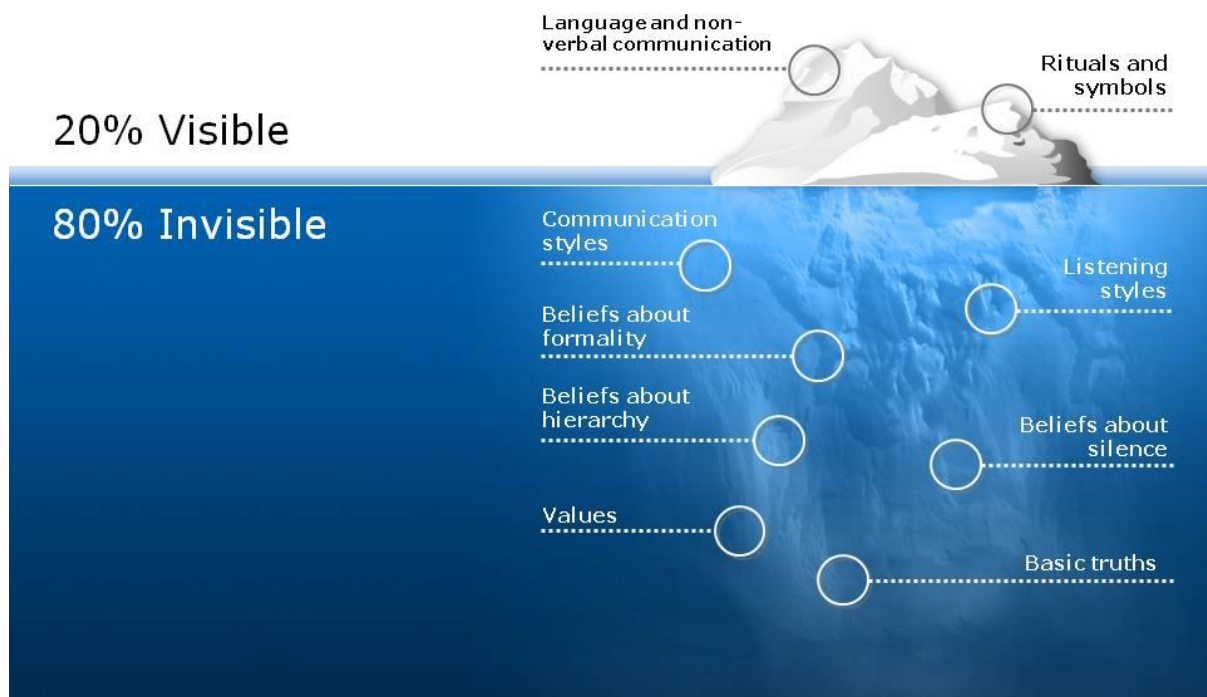 Language and non-
verbal communication
Rituals and
symbols
20% Visible
80% Invisible
Communication
styles
Listening
styles
Beliefs about
formality
Beliefs about
hierarchy
Beliefs about
silence
Values
Basic truths